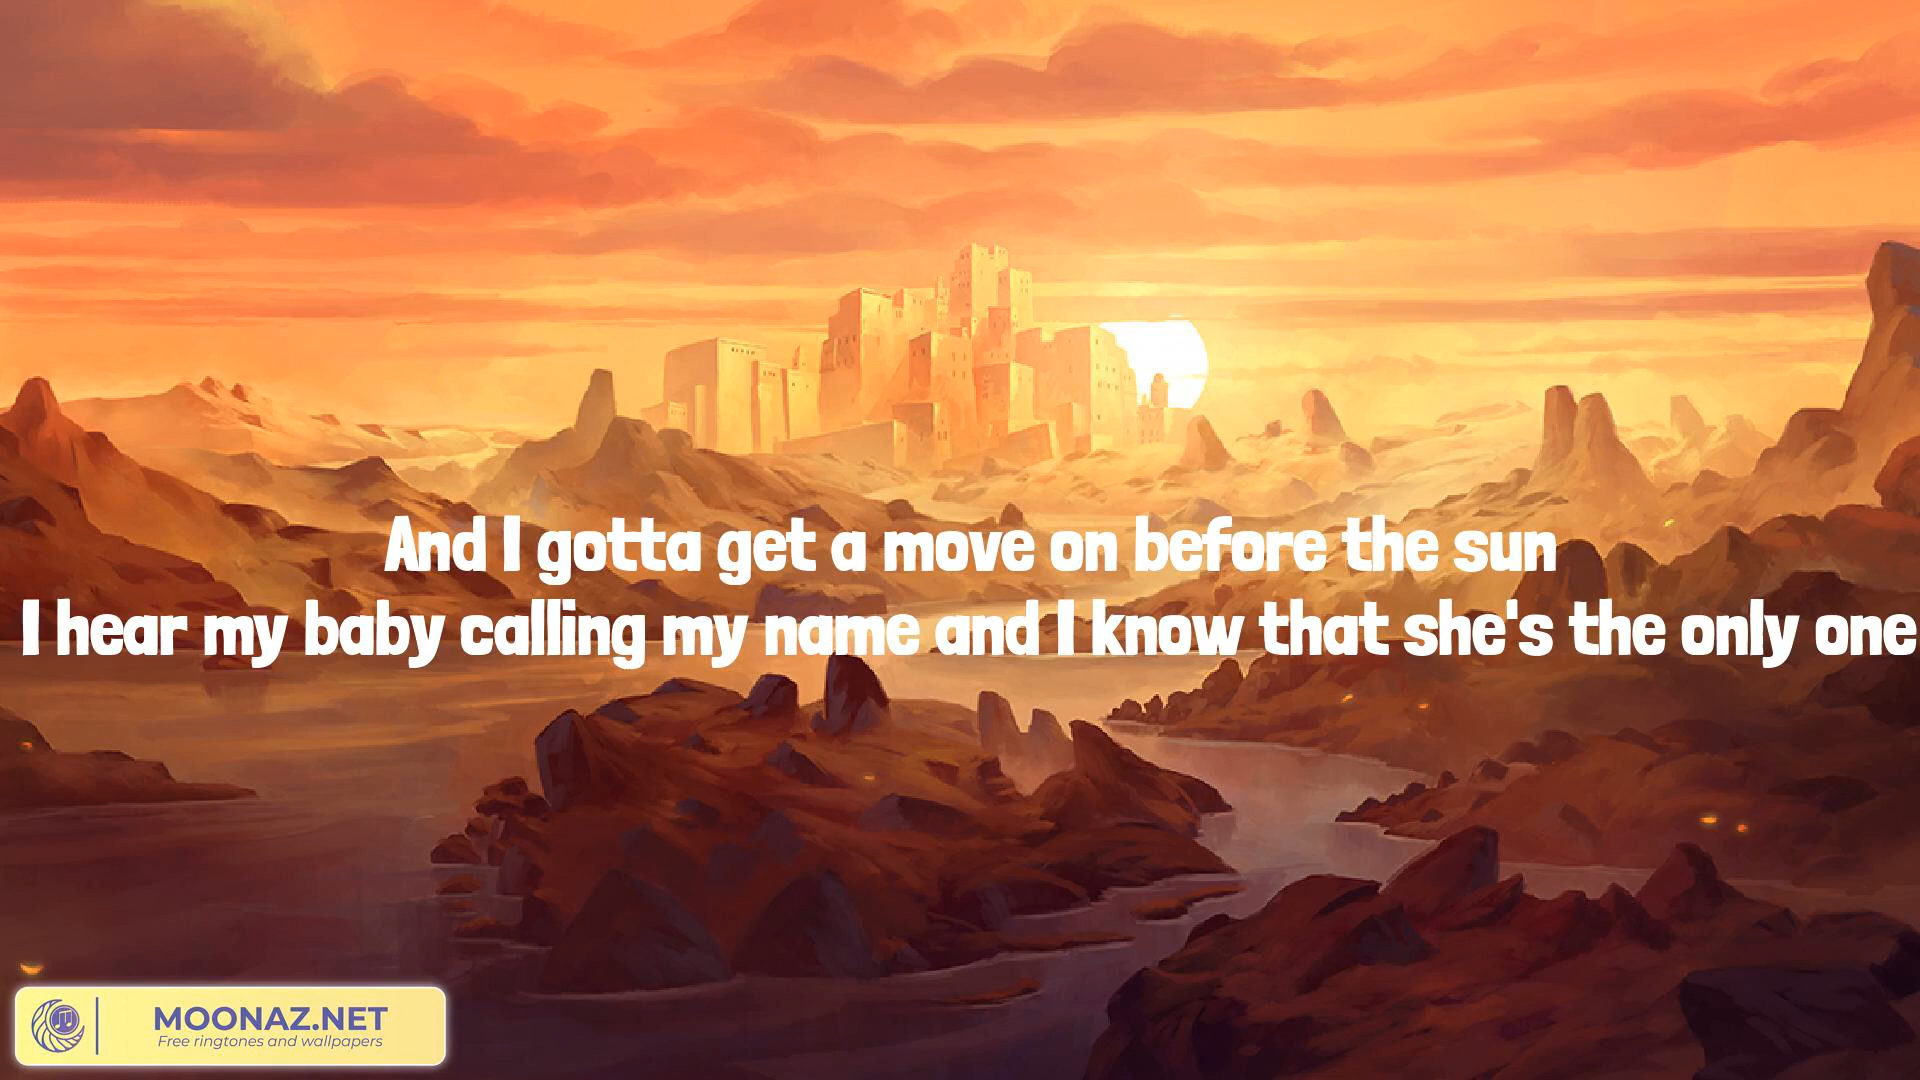 And I gotta get a move on before the sun
I hear my baby calling my name and I know that she's the only one
MOONAZ.NET
Free ringtones and wallpapers